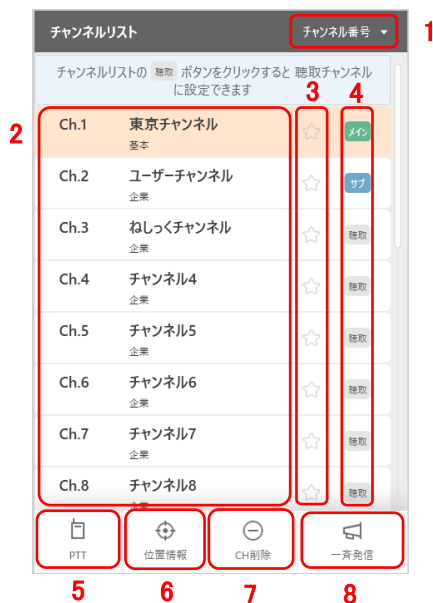 チャンネルリスト チャンネル番号 1
チャンネルリストの 聴取 ボタンをクリックすると 聴取チャンネル
に設定できます
3 4
2
Ch.1 東京チャンネル メイン
基本
Ch.2 ユーザーチャンネル サブ
企業
Ch.3 ねしっくチャンネル 聴取
企業
Ch.4 チャンネル4 聴取
企業
Ch.5 チャンネル5 聴取
企業
Ch.6 チャンネル6 聴取
企業
Ch.7 チャンネル7 聴取
企業
Ch.8 チャンネル8 聴取
PTT 位置情報 CH削除 一斉発信
5 6 7 8